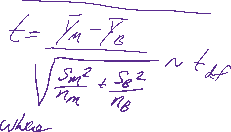 t = (ȳ_M − ȳ_B) / √(S_m²/n_m + S_B²/n_B) ~ t_df
where